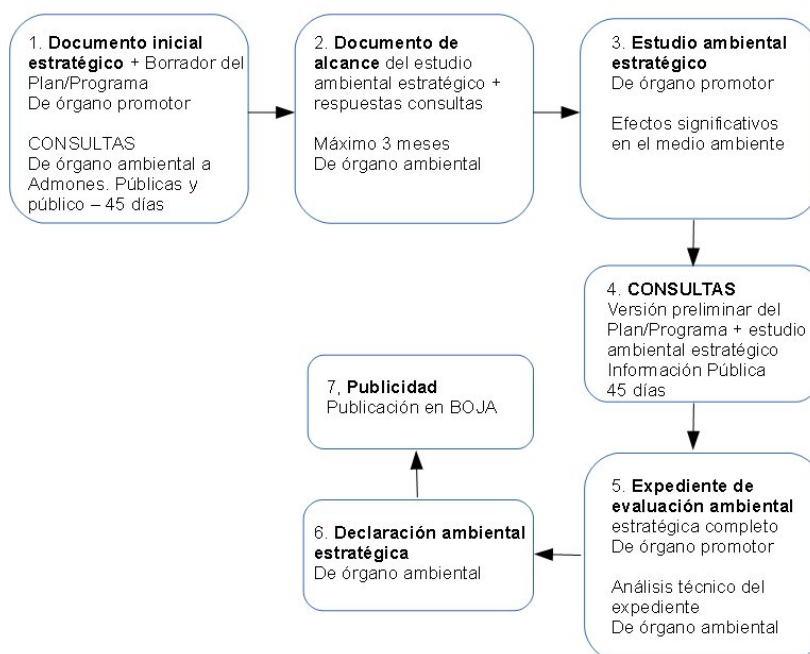 1. Documento inicial
estratégico + Borrador del
Plan/Programa
De órgano promotor
CONSULTAS
De órgano ambiental a
Admones. Públicas y
público – 45 días
2. Documento de
alcance del estudio
ambiental estratégico +
respuestas consultas
Máximo 3 meses
De órgano ambiental
3. Estudio ambiental
estratégico
De órgano promotor
Efectos significativos
en el medio ambiente
4. CONSULTAS
Versión preliminar del
Plan/Programa + estudio
ambiental estratégico
Información Pública
45 días
5. Expediente de
evaluación ambiental
estratégica completo
De órgano promotor
Análisis técnico del
expediente
De órgano ambiental
6. Declaración ambiental
estratégica
De órgano ambiental
7, Publicidad
Publicación en BOJA